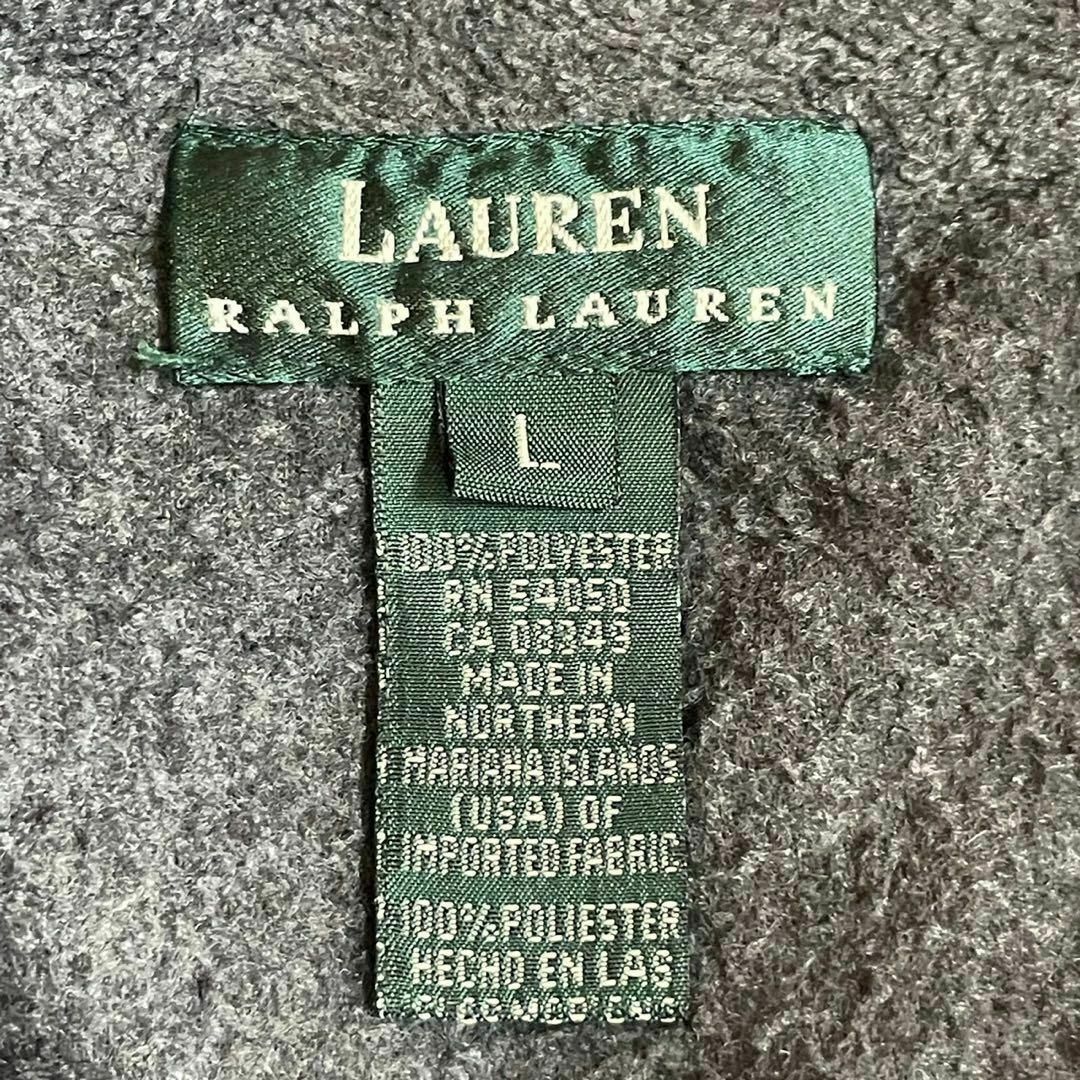 LAUREN
RALPH LAUREN
L
100% POLYESTER
RN 54050
CA 08249
MADE IN
NORTHERN
MARIANA ISLANDS
(USA) OF
IMPORTED FABRIC
100% POLIESTER
HECHO EN LAS